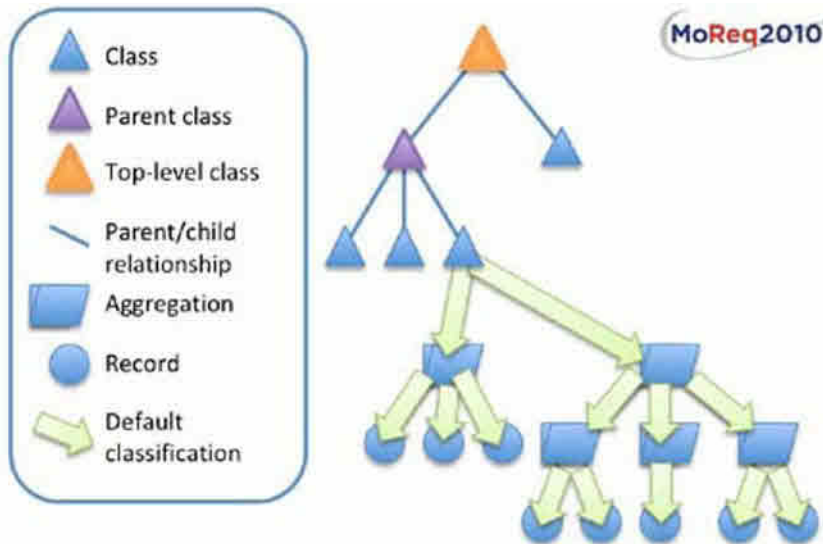 MoReq2010
Class
Parent class
Top-level class
Parent/child
relationship
Aggregation
Record
Default
classification